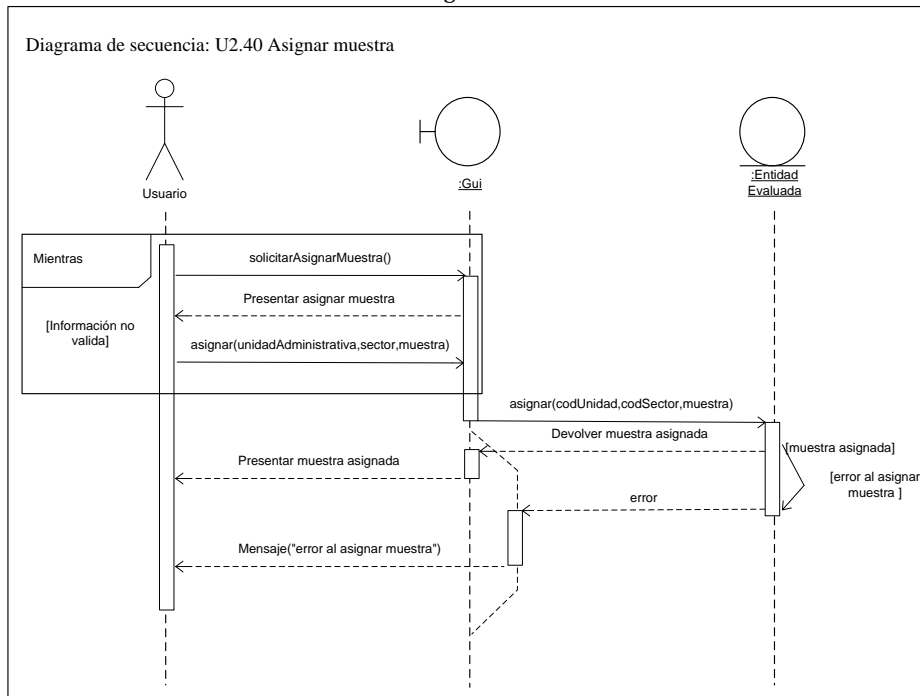 Diagrama de secuencia: U2.40 Asignar muestra
Usuario
:Gui
:Entidad
Evaluada
Mientras
solicitarAsignarMuestra()
Presentar asignar muestra
[Información no
valida]
asignar(unidadAdministrativa,sector,muestra)
asignar(codUnidad,codSector,muestra)
Devolver muestra asignada
[muestra asignada]
Presentar muestra asignada
[error al asignar
muestra ]
error
Mensaje("error al asignar muestra")